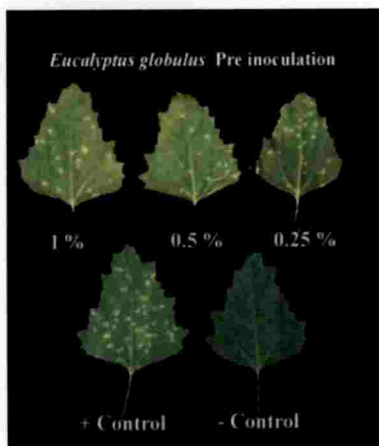 Eucalyptus globulus Pre inoculation
1 % 0.5 % 0.25 %
+ Control - Control